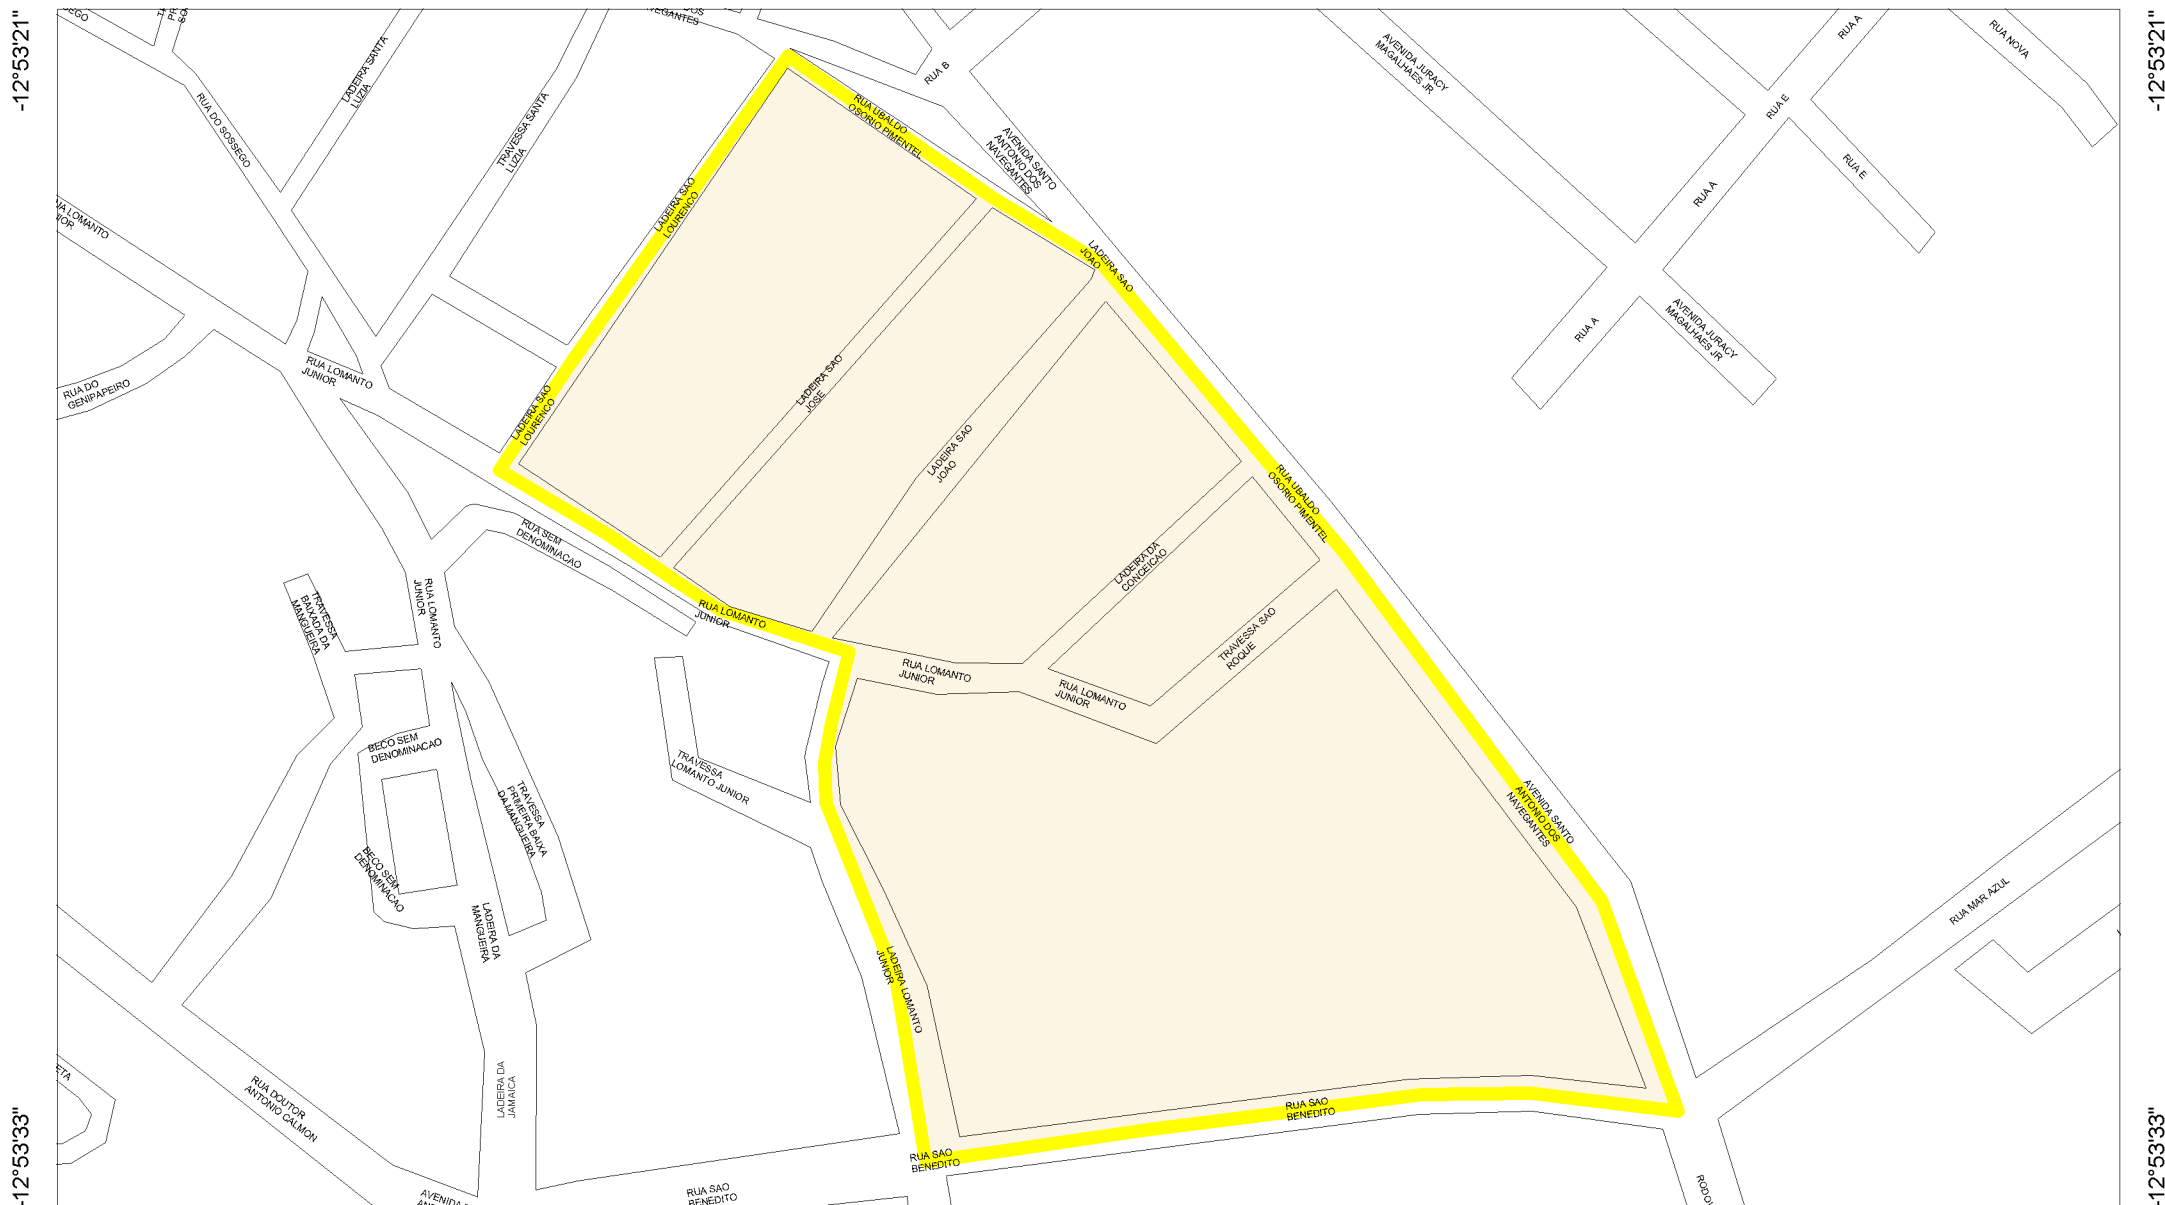 -12°53'21"
-12°53'21"
RUA DO SOSSEGO
LADEIRA SANTA
LUZIA
TRAVESSA SANTA
LUZIA
RUA B
RUA UBALDO
OSORIO PIMENTEL
AVENIDA SANTO
ANTONIO DOS
NAVEGANTES
AVENIDA JURACY
MAGALHAES JR
RUA A
RUA NOVA
RUA E
RUA E
RUA A
LADEIRA SAO
LOURENCO
LADEIRA SAO
JOAO
RUA A
AVENIDA JURACY
MAGALHAES JR
RUA LOMANTO
JUNIOR
RUA DO
GENIPAPEIRO
LADEIRA SAO
LOURENCO
LADEIRA SAO
JOSE
LADEIRA SAO
JOAO
RUA UBALDO
OSORIO PIMENTEL
RUA SEM
DENOMINACAO
LADEIRA DA
CONCEICAO
TRAVESSA
BAIXADA DA
MANGUEIRA
RUA LOMANTO
JUNIOR
RUA LOMANTO
JUNIOR
TRAVESSA SAO
ROQUE
RUA LOMANTO
JUNIOR
RUA LOMANTO
JUNIOR
BECO SEM
DENOMINACAO
TRAVESSA
LOMANTO JUNIOR
TRAVESSA
PRIMEIRA BAIXA
DA MANGUEIRA
AVENIDA SANTO
ANTONIO DOS
NAVEGANTES
BECO SEM
DENOMINACAO
LADEIRA DA
MANGUEIRA
RUA MAR AZUL
LADEIRA LOMANTO
JUNIOR
LADEIRA DA
JAMAICA
RUA DOUTOR
ANTONIO CALMON
RUA SAO
BENEDITO
RUA SAO
BENEDITO
RUA SAO
BENEDITO
AVENIDA
-12°53'33"
-12°53'33"